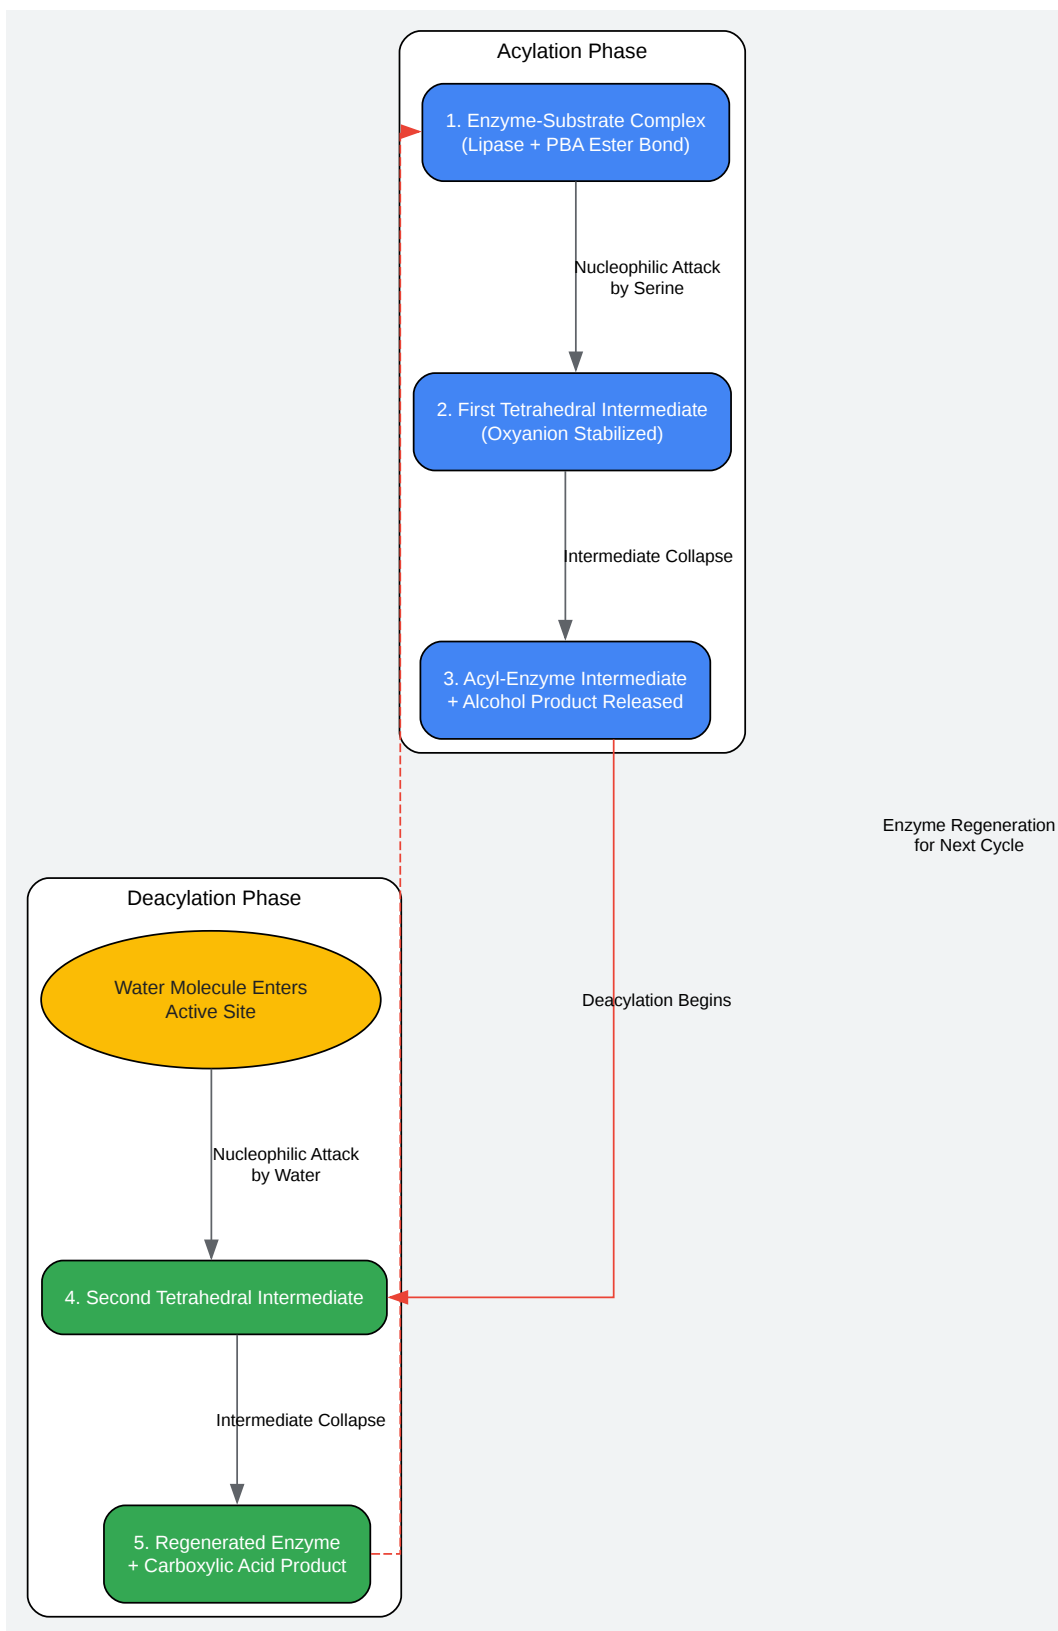 Acylation Phase
1. Enzyme-Substrate Complex
(Lipase + PBA Ester Bond)
Nucleophilic Attack
by Serine
2. First Tetrahedral Intermediate
(Oxyanion Stabilized)
Intermediate Collapse
3. Acyl-Enzyme Intermediate
+ Alcohol Product Released
Enzyme Regeneration
for Next Cycle
Deacylation Phase
Water Molecule Enters
Active Site
Deacylation Begins
Nucleophilic Attack
by Water
4. Second Tetrahedral Intermediate
Intermediate Collapse
5. Regenerated Enzyme
+ Carboxylic Acid Product